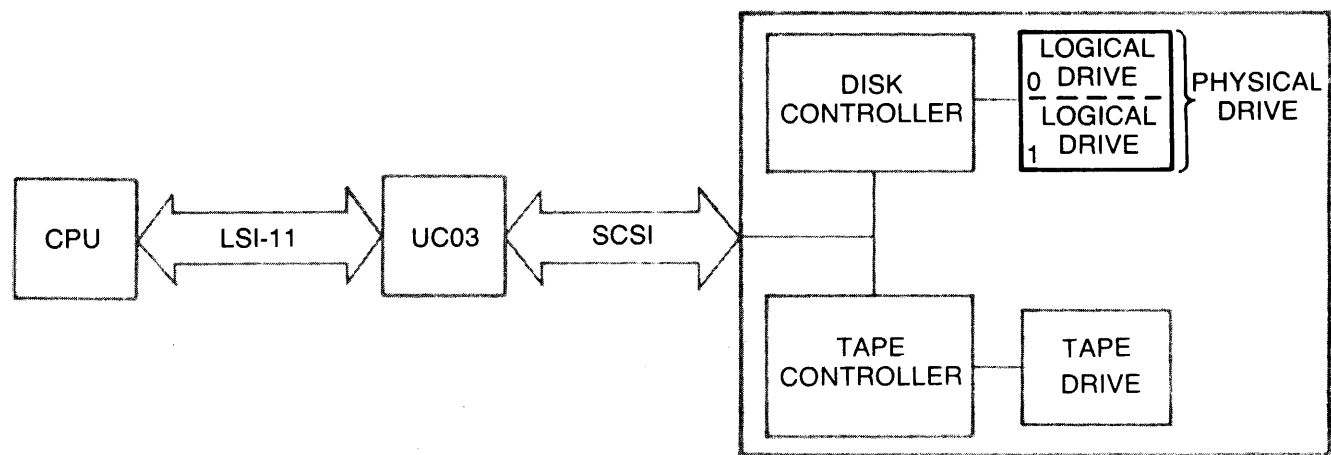 CPU
LSI-11
UC03
SCSI
DISK
CONTROLLER
LOGICAL
0 DRIVE
LOGICAL
DRIVE
1
PHYSICAL
DRIVE
TAPE
CONTROLLER
TAPE
DRIVE